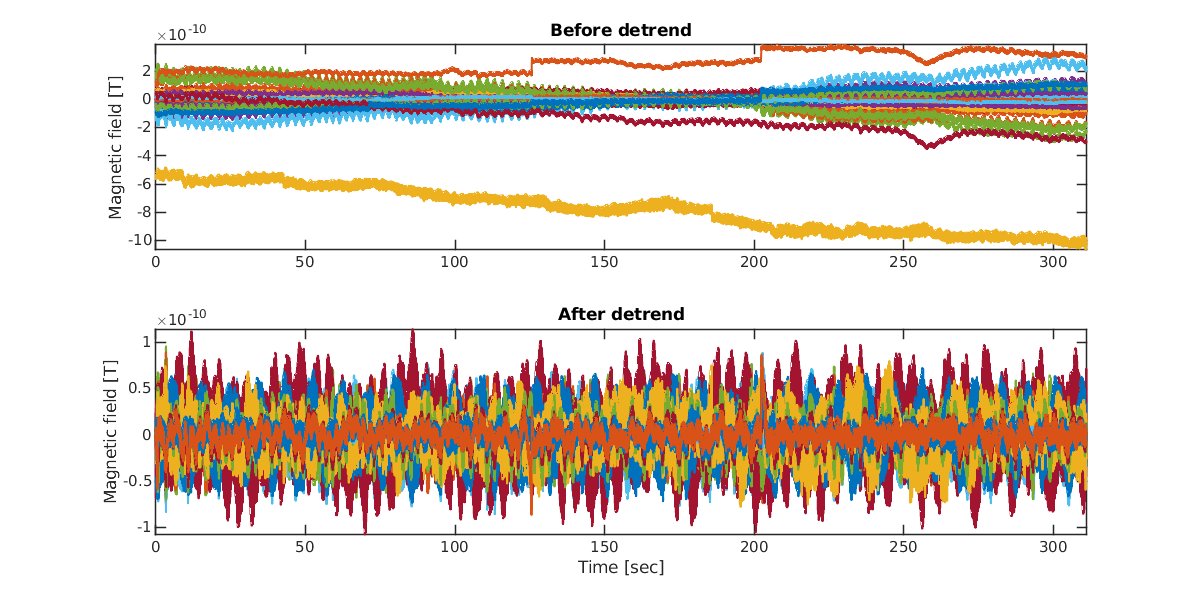 Before detrend
×10⁻¹⁰
Magnetic field [T]
2
0
-2
-4
-6
-8
-10
0 50 100 150 200 250 300
After detrend
×10⁻¹⁰
Magnetic field [T]
1
0.5
0
-0.5
-1
0 50 100 150 200 250 300
Time [sec]